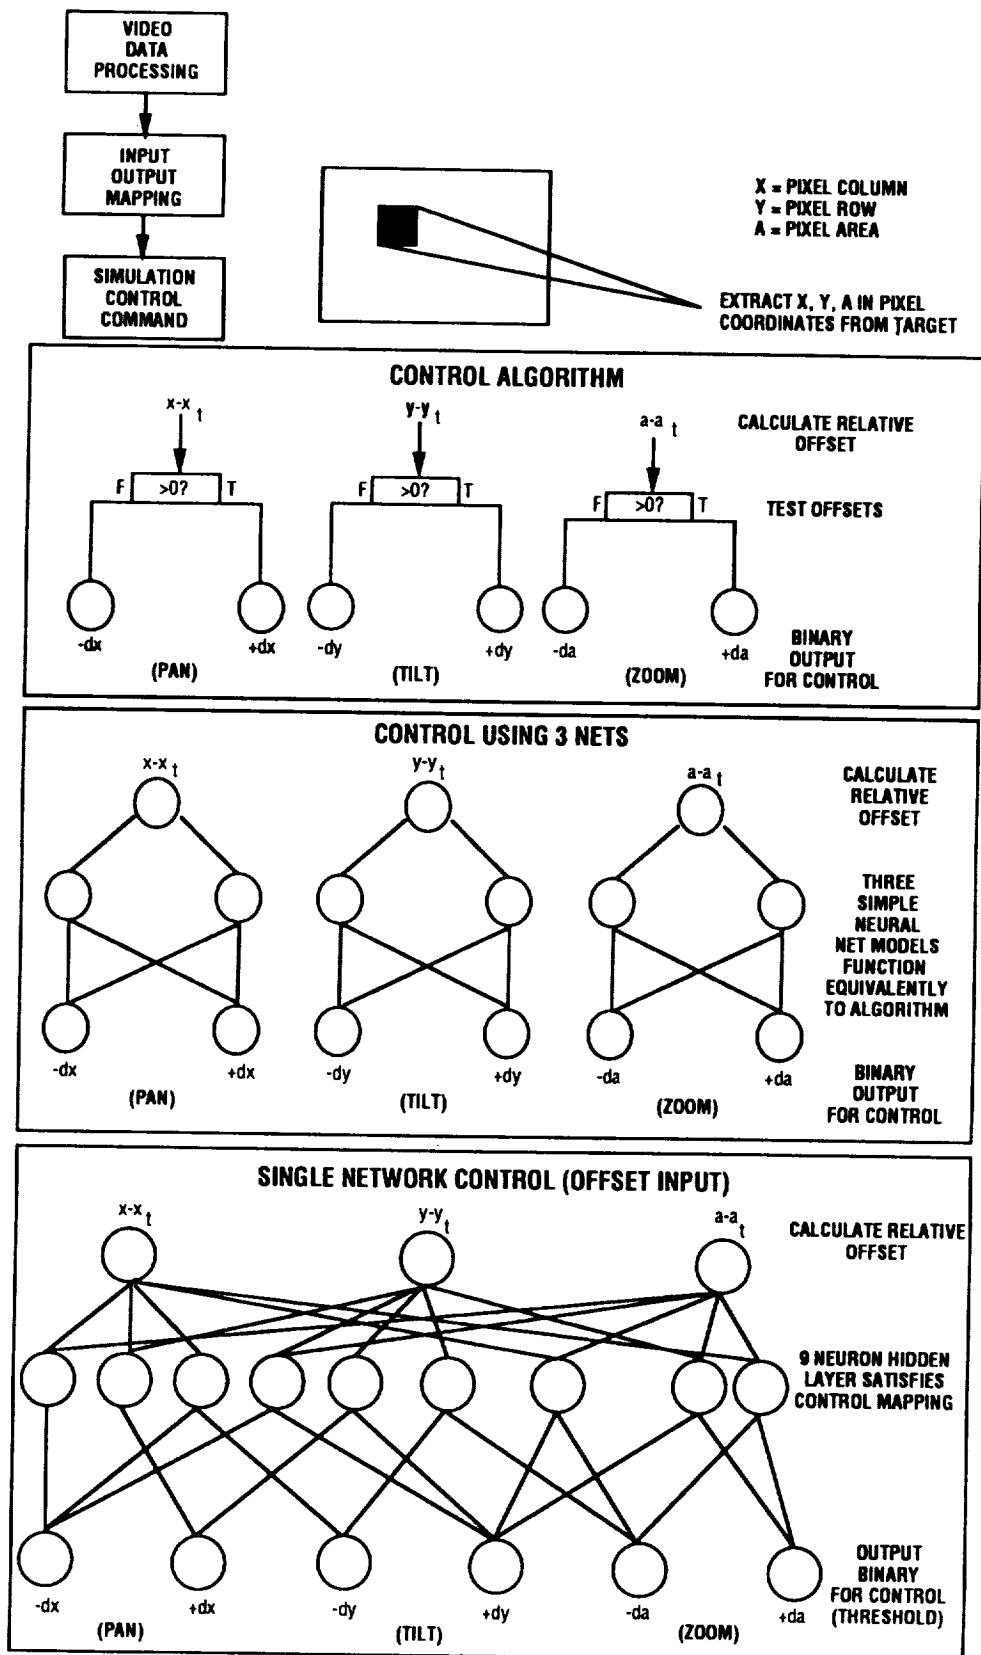 VIDEO
DATA
PROCESSING
INPUT
OUTPUT
MAPPING
SIMULATION
CONTROL
COMMAND
X = PIXEL COLUMN
Y = PIXEL ROW
A = PIXEL AREA
EXTRACT X, Y, A IN PIXEL
COORDINATES FROM TARGET
CONTROL ALGORITHM
x-x t
y-y t
a-a t
CALCULATE RELATIVE
OFFSET
F >0? T
F >0? T
F >0? T
TEST OFFSETS
-dx
+dx
-dy
+dy
-da
+da
(PAN)
(TILT)
(ZOOM)
BINARY
OUTPUT
FOR CONTROL
CONTROL USING 3 NETS
x-x t
y-y t
a-a t
CALCULATE
RELATIVE
OFFSET
THREE
SIMPLE
NEURAL
NET MODELS
FUNCTION
EQUIVALENTLY
TO ALGORITHM
-dx
+dx
-dy
+dy
-da
+da
(PAN)
(TILT)
(ZOOM)
BINARY
OUTPUT
FOR CONTROL
SINGLE NETWORK CONTROL (OFFSET INPUT)
x-x t
y-y t
a-a t
CALCULATE RELATIVE
OFFSET
9 NEURON HIDDEN
LAYER SATISFIES
CONTROL MAPPING
-dx
+dx
-dy
+dy
-da
+da
(PAN)
(TILT)
(ZOOM)
OUTPUT
BINARY
FOR CONTROL
(THRESHOLD)